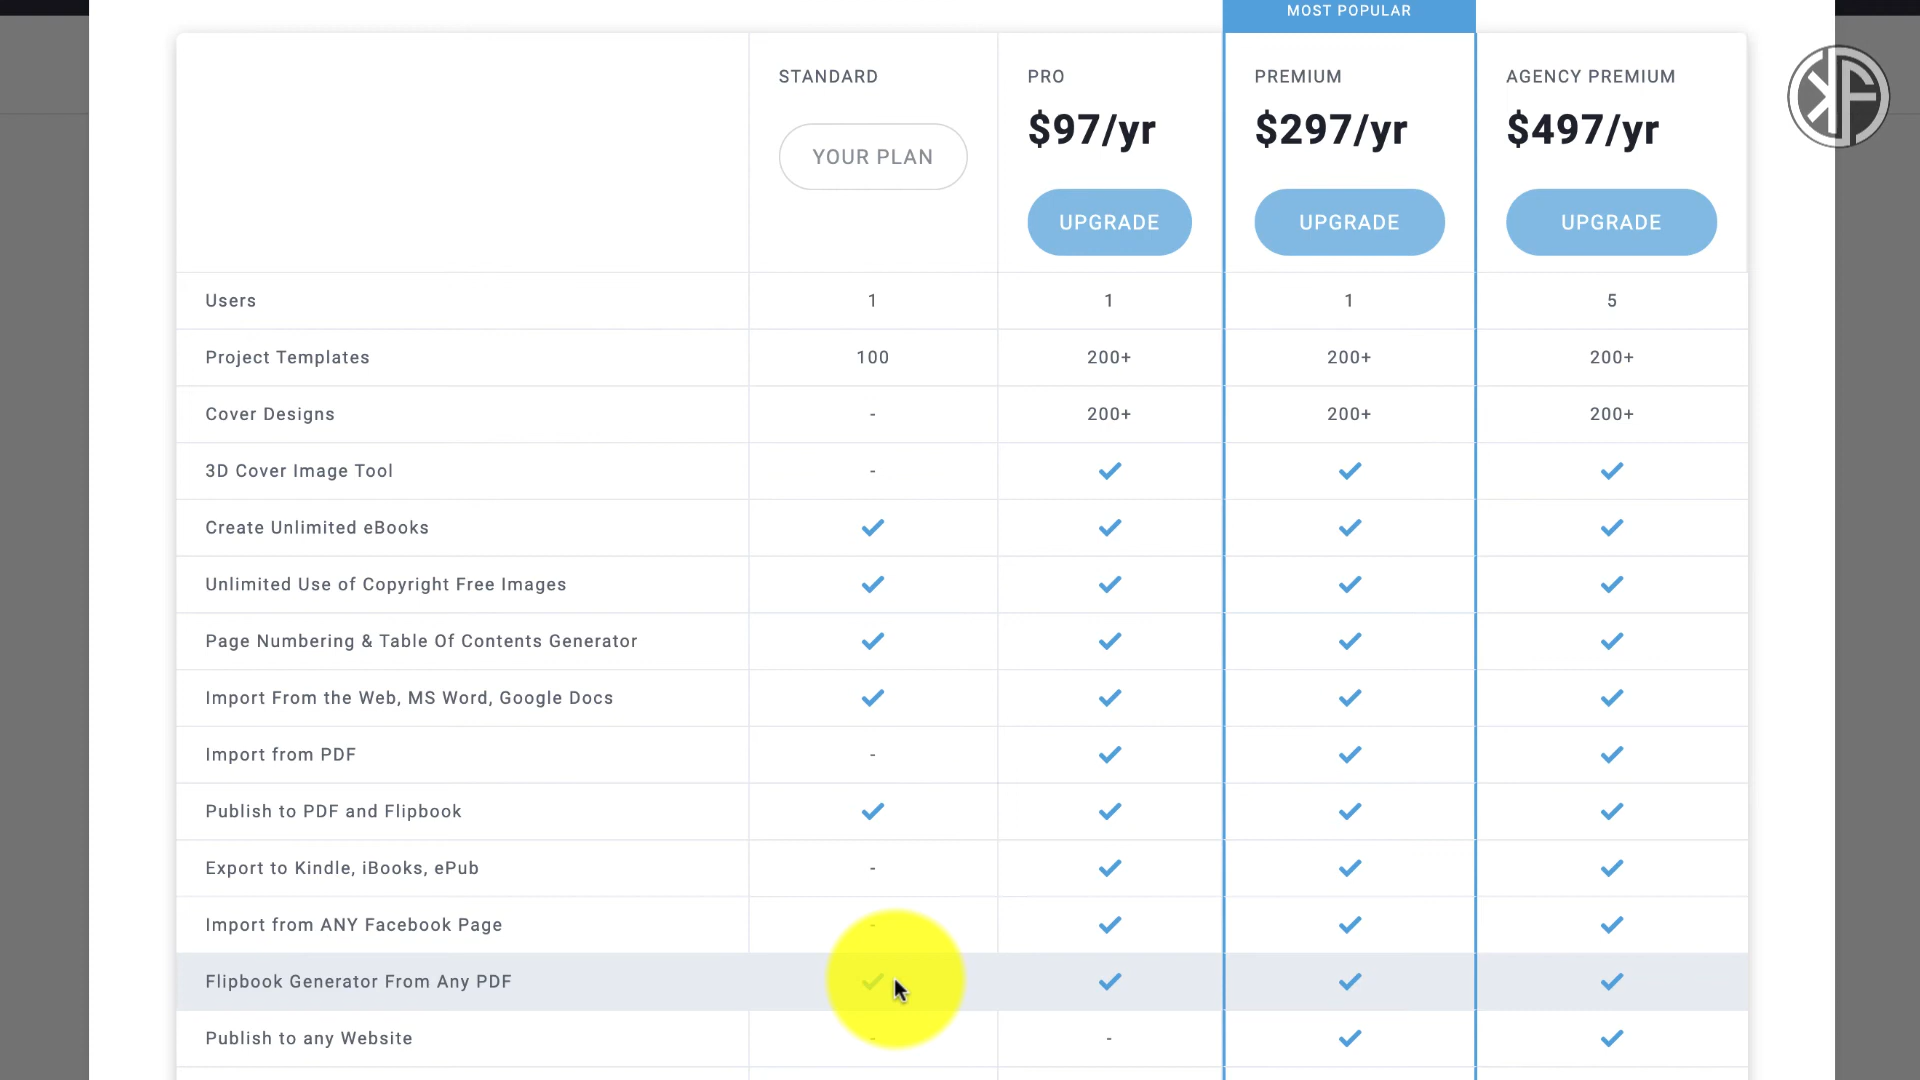 MOST POPULAR
STANDARD PRO PREMIUM AGENCY PREMIUM
YOUR PLAN $97/yr $297/yr $497/yr
UPGRADE UPGRADE UPGRADE
Users 1 1 1 5
Project Templates 100 200+ 200+ 200+
Cover Designs - 200+ 200+ 200+
3D Cover Image Tool -
Create Unlimited eBooks
Unlimited Use of Copyright Free Images
Page Numbering & Table Of Contents Generator
Import From the Web, MS Word, Google Docs
Import from PDF -
Publish to PDF and Flipbook
Export to Kindle, iBooks, ePub -
Import from ANY Facebook Page -
Flipbook Generator From Any PDF
Publish to any Website - -
KF